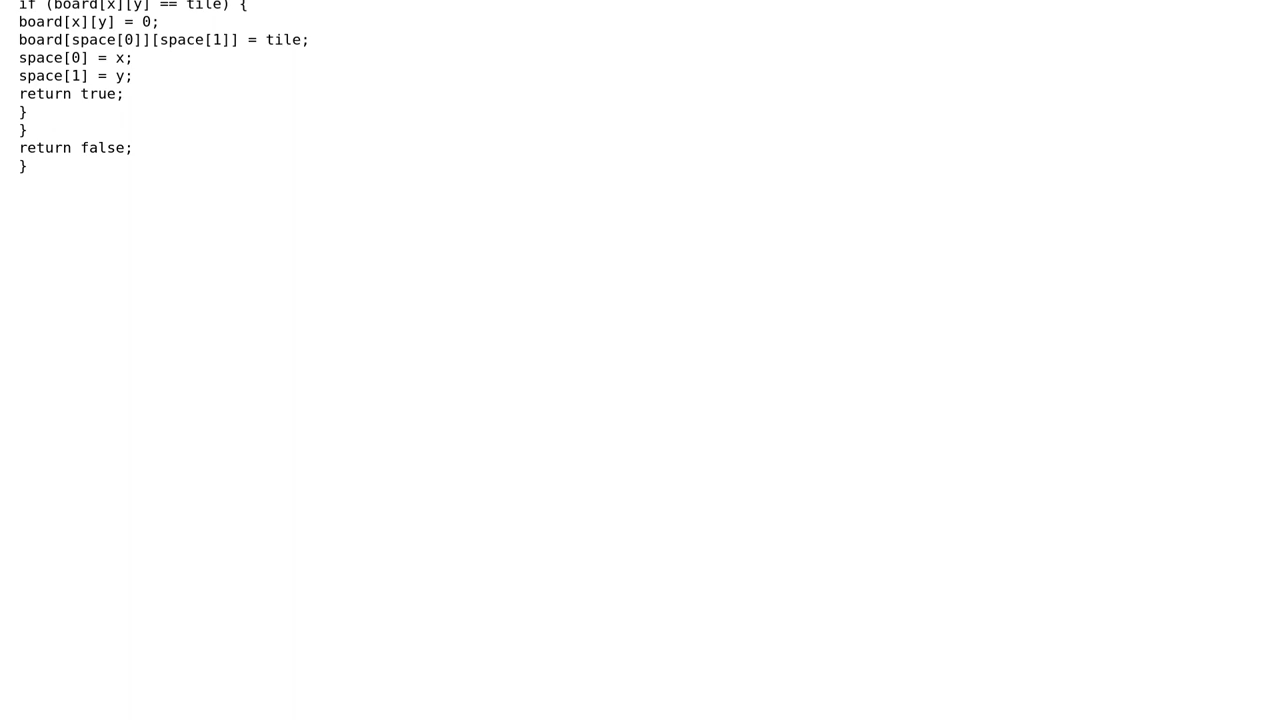 if (board[x][y] == tile) {
board[x][y] = 0;
board[space[0]][space[1]] = tile;
space[0] = x;
space[1] = y;
return true;
}
}
return false;
}